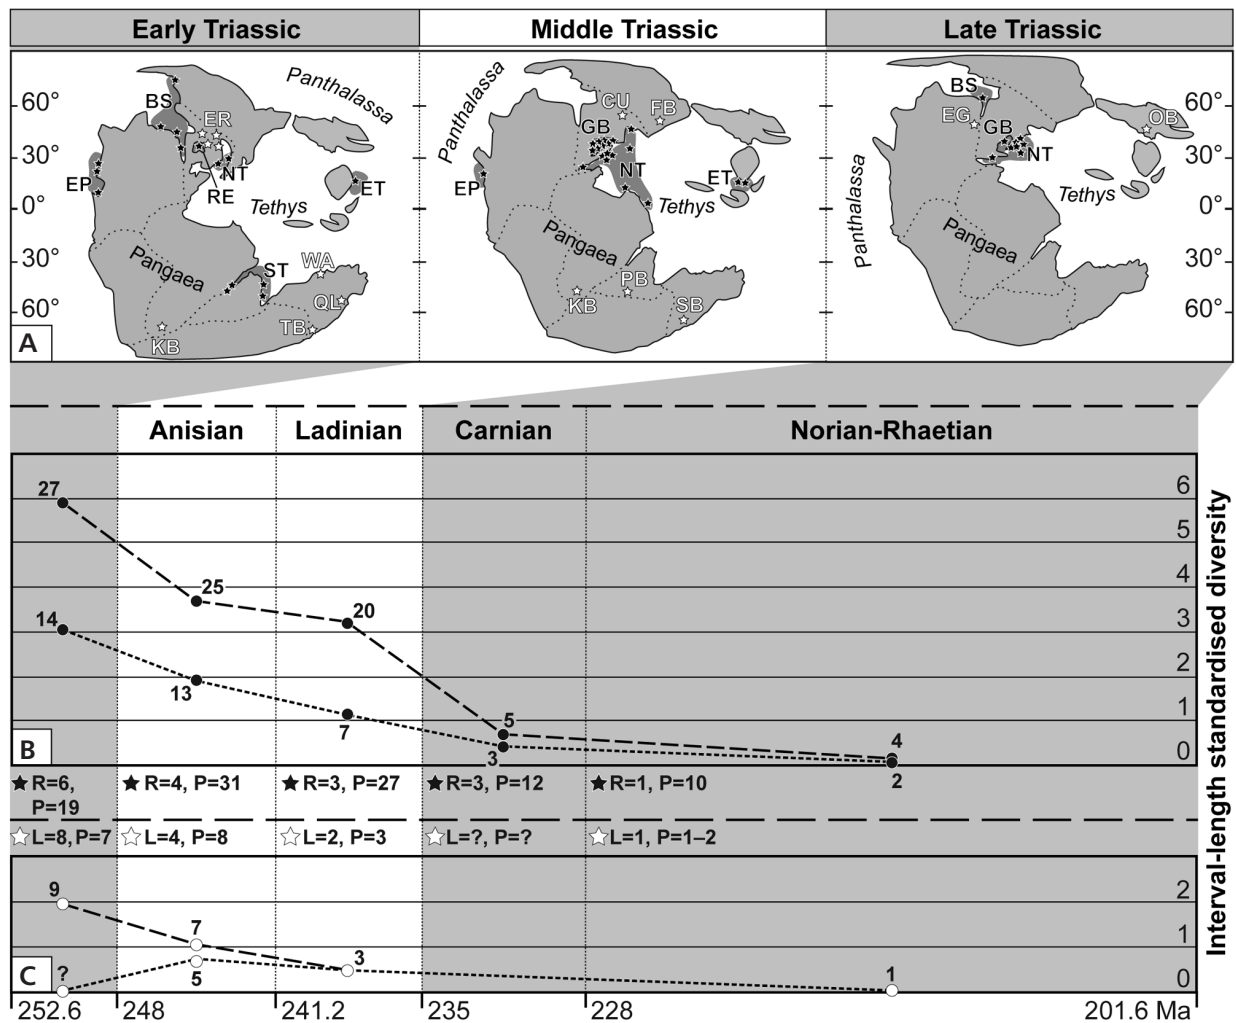 Early Triassic Middle Triassic Late Triassic
Panthalassa
60°
BS
ER
30°
EP
NT
RE
ET
0°
Tethys
Pangaea
30°
ST
WA
QL
60°
TB
KB
A
Panthalassa
CU
FB
GB
NT
EP
ET
Tethys
Pangaea
PB
KB
SB
BS
60°
EG
OB
GB
NT
30°
Panthalassa
Tethys
0°
Pangaea
30°
60°
Anisian Ladinian Carnian Norian-Rhaetian
27
6
5
25
4
20
14
3
13
2
7
1
5
3
4
2
0
B
R=6, P=19
R=4, P=31
R=3, P=27
R=3, P=12
R=1, P=10
L=8, P=7
L=4, P=8
L=2, P=3
L=?, P=?
L=1, P=1–2
9
2
7
1
?
5
3
1
0
C
252.6 248 241.2 235 228 201.6 Ma
Interval-length standardised diversity